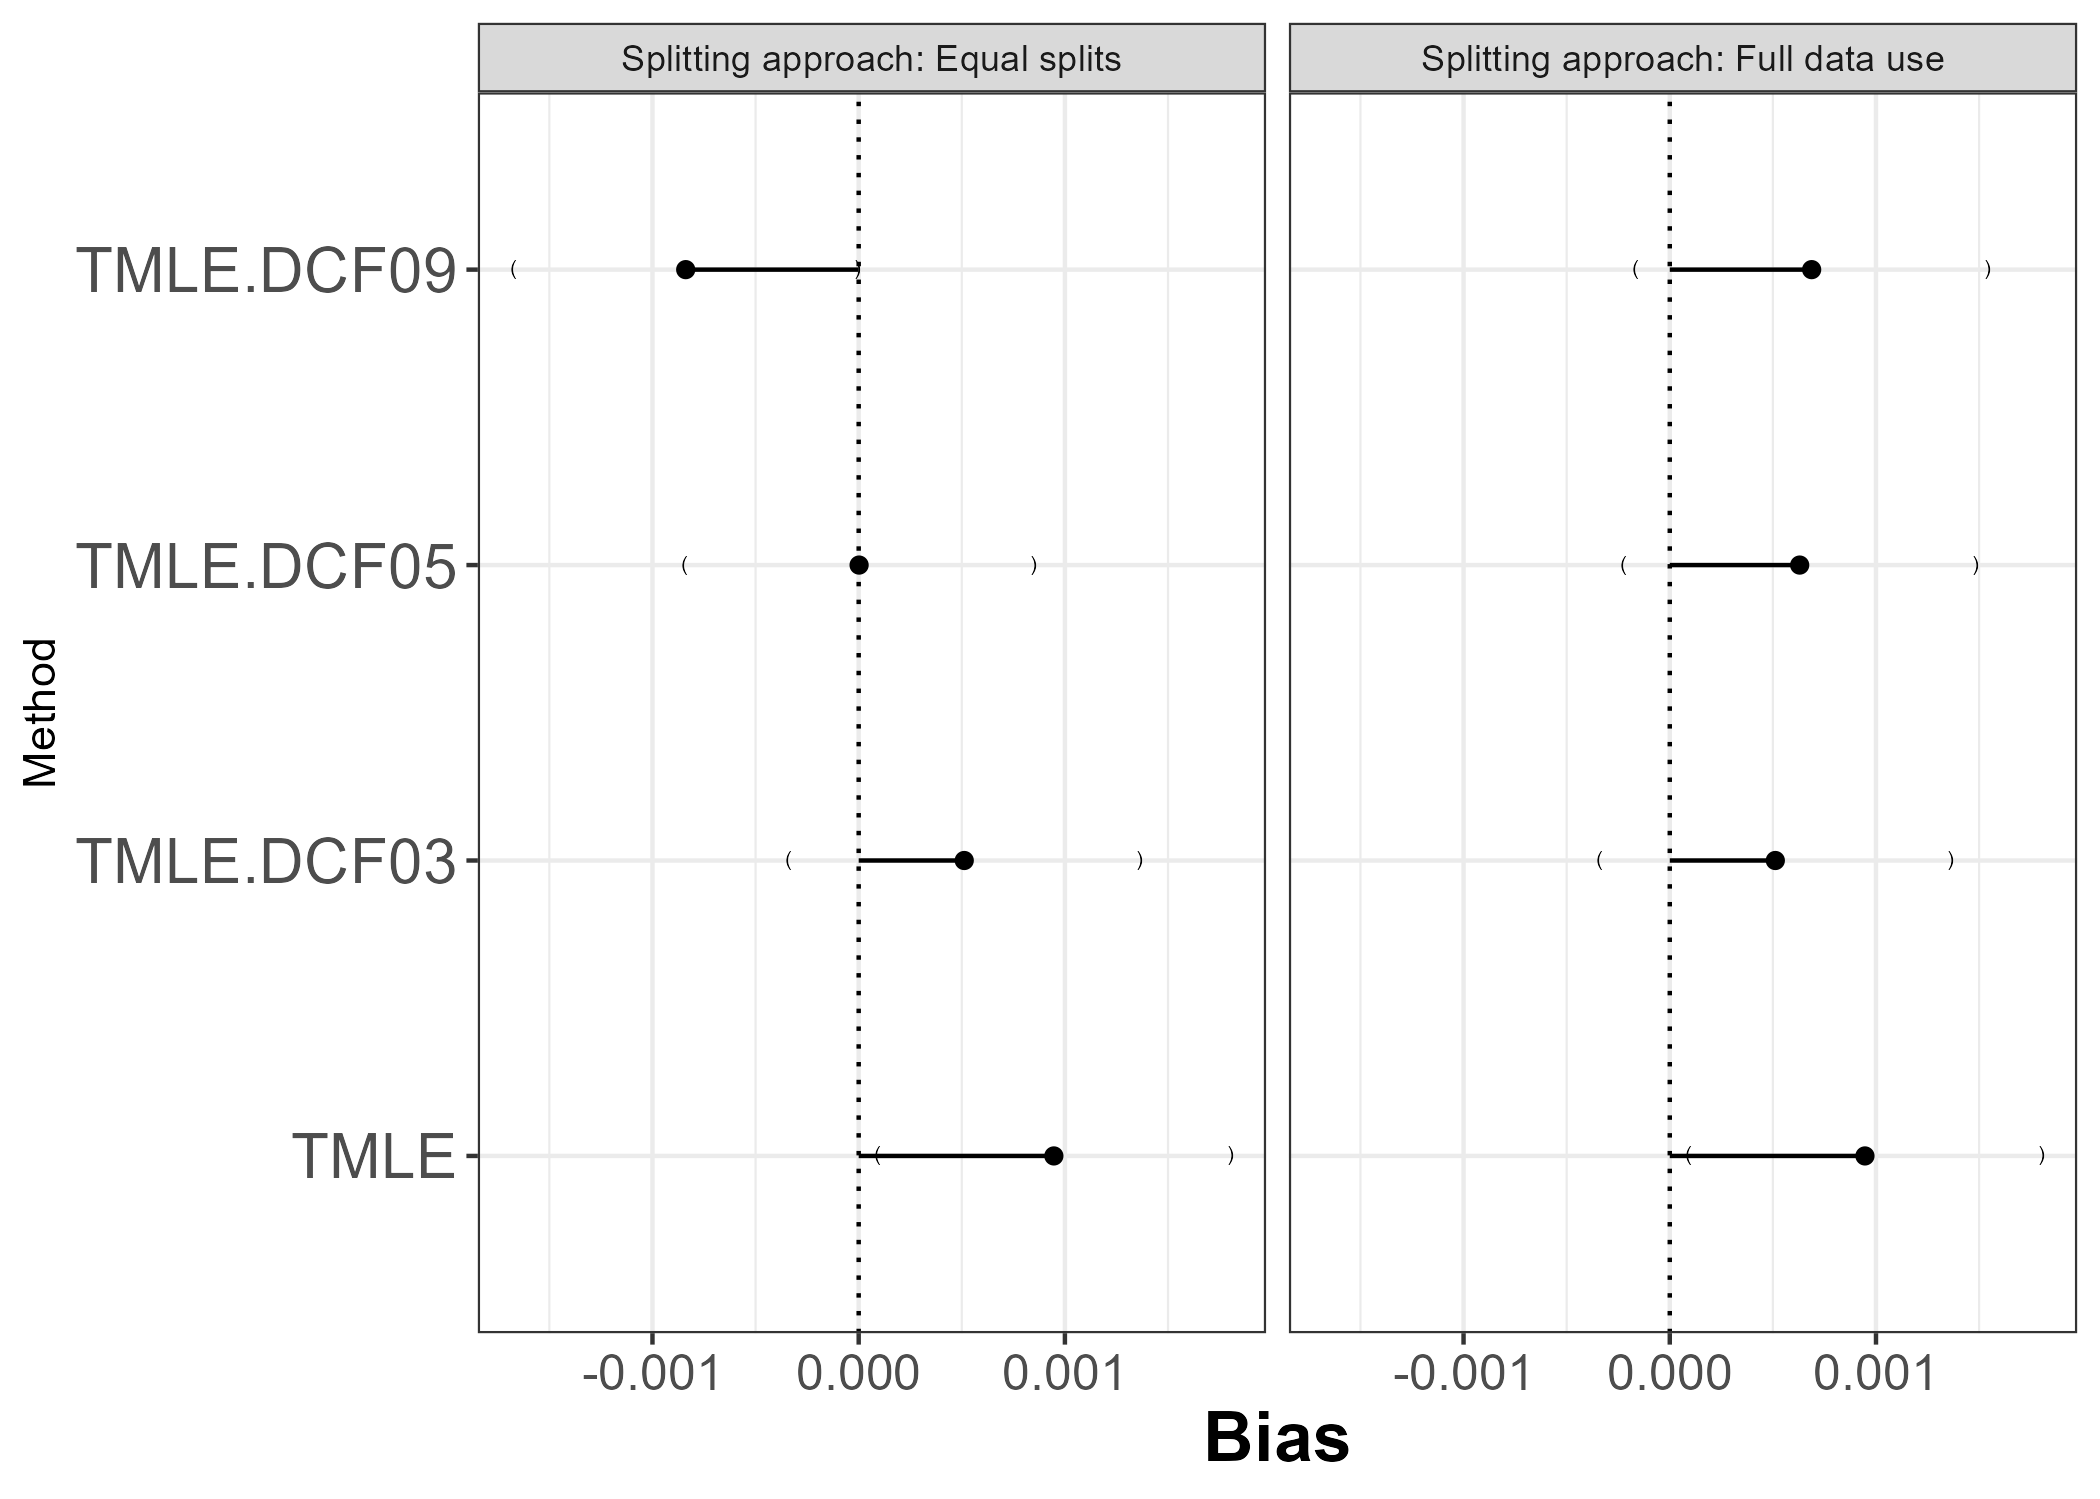 Splitting approach: Equal splits
Splitting approach: Full data use
TMLE.DCF09
( )
( )
TMLE.DCF05
( )
( )
TMLE.DCF03
( )
( )
TMLE
( )
( )
Method
-0.001 0.000 0.001
-0.001 0.000 0.001
Bias